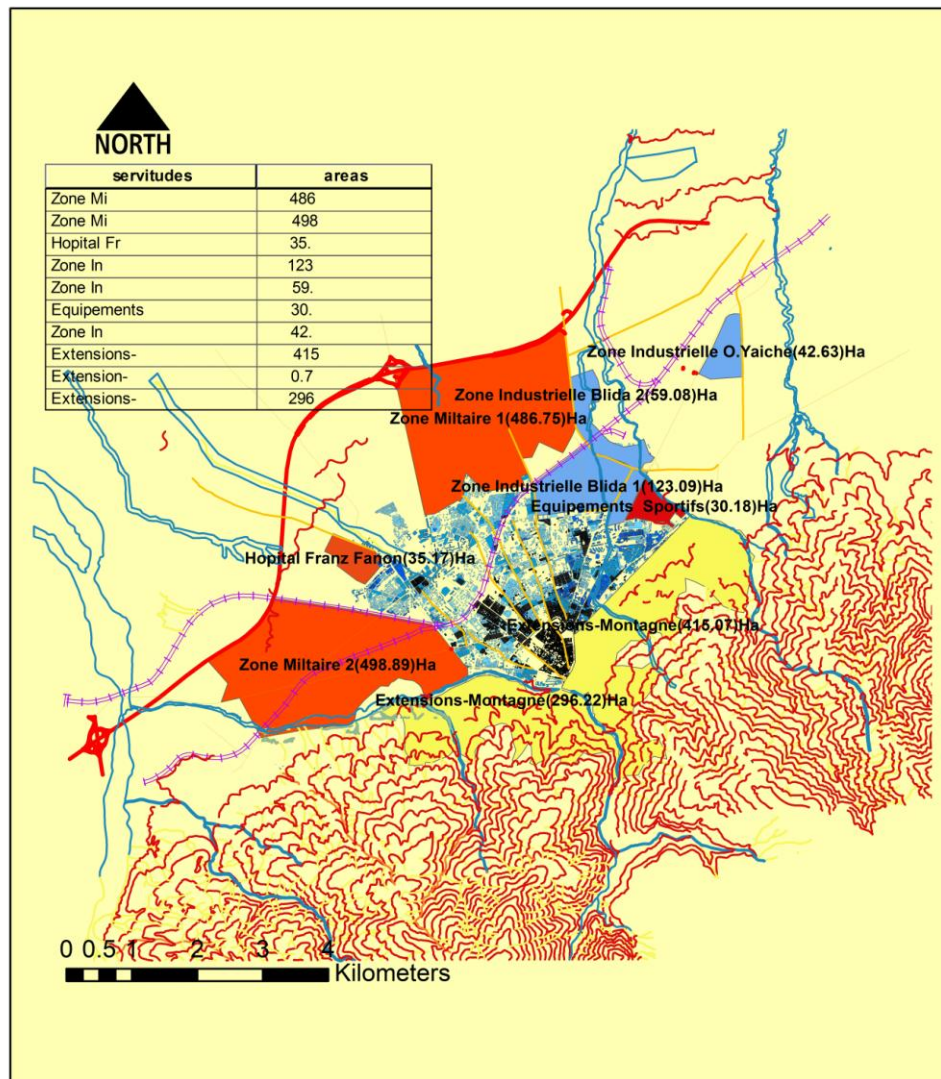 NORTH
servitudes areas
Zone Mi 486
Zone Mi 498
Hopital Fr 35.
Zone In 123
Zone In 59.
Equipements 30.
Zone In 42.
Extensions- 415
Extension- 0.7
Extensions- 296
Zone Industrielle O.Yaiche(42.63)Ha
Zone Industrielle Blida 2(59.08)Ha
Zone Miltaire 1(486.75)Ha
Zone Industrielle Blida 1(123.09)Ha
Equipements Sportifs(30.18)Ha
Hopital Franz Fanon(35.17)Ha
Extensions-Montagne(415.07)Ha
Zone Miltaire 2(498.89)Ha
Extensions-Montagne(296.22)Ha
0 0.5 1 2 3 4
Kilometers